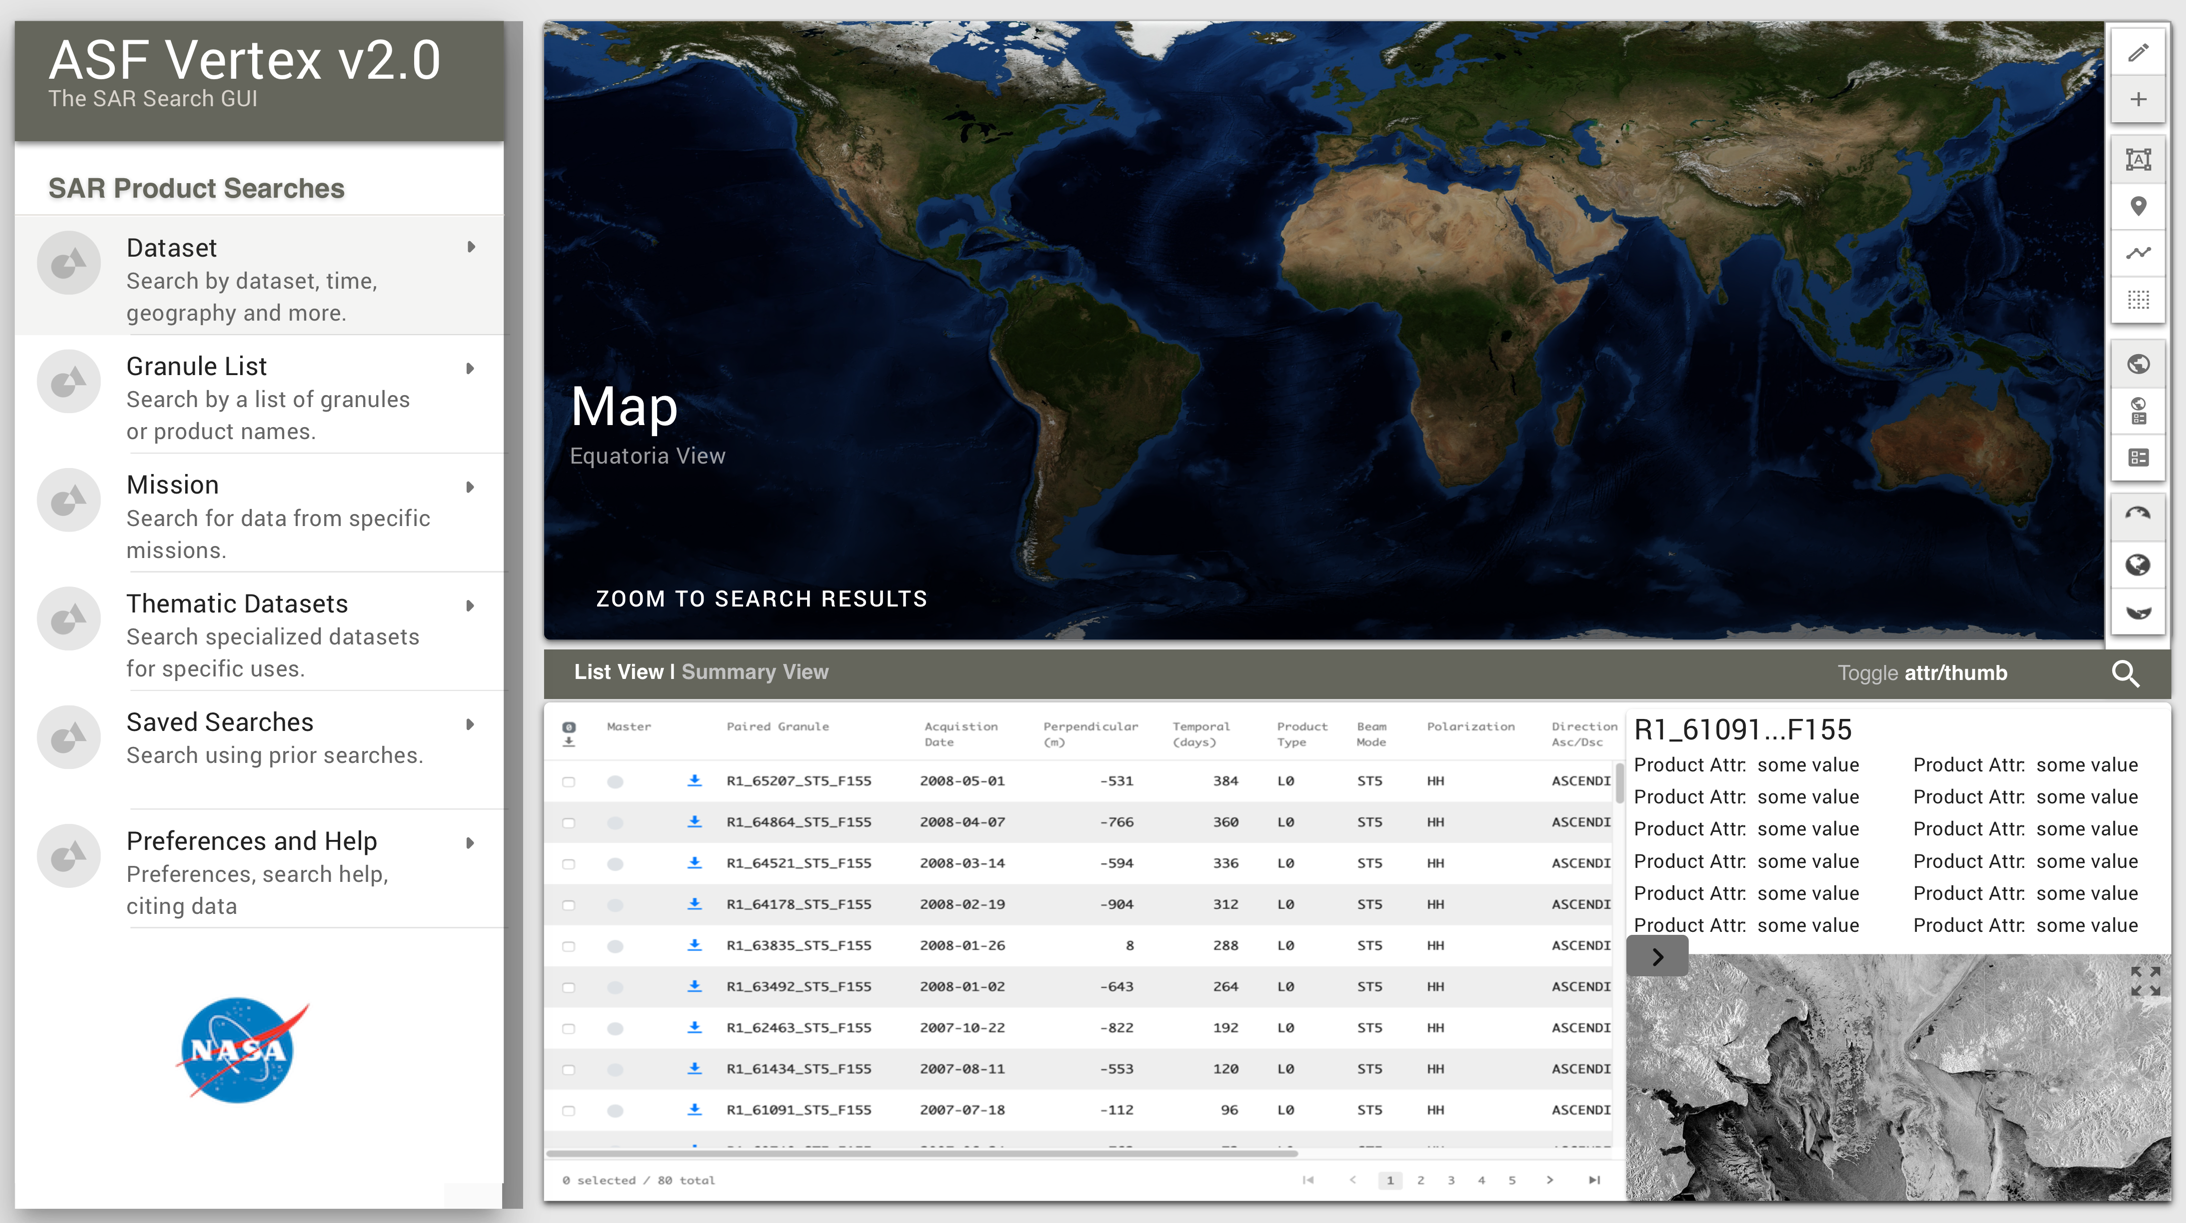 ASF Vertex v2.0
The SAR Search GUI
SAR Product Searches
Dataset
Search by dataset, time,
geography and more.
Granule List
Search by a list of granules
or product names.
Mission
Search for data from specific
missions.
Thematic Datasets
Search specialized datasets
for specific uses.
Saved Searches
Search using prior searches.
Preferences and Help
Preferences, search help,
citing data
NASA
Map
Equatoria View
ZOOM TO SEARCH RESULTS
A
List View | Summary View
Toggle attr/thumb
0 Master Paired Granule Acquistion Perpendicular Temporal Product Beam Polarization Direction
Date (m) (days) Type Mode Asc/Dsc
R1_65207_ST5_F155 2008-05-01 -531 384 L0 ST5 HH ASCENDI
R1_64864_ST5_F155 2008-04-07 -766 360 L0 ST5 HH ASCENDI
R1_64521_ST5_F155 2008-03-14 -594 336 L0 ST5 HH ASCENDI
R1_64178_ST5_F155 2008-02-19 -904 312 L0 ST5 HH ASCENDI
R1_63835_ST5_F155 2008-01-26 8 288 L0 ST5 HH ASCENDI
R1_63492_ST5_F155 2008-01-02 -643 264 L0 ST5 HH ASCENDI
R1_62463_ST5_F155 2007-10-22 -822 192 L0 ST5 HH ASCENDI
R1_61434_ST5_F155 2007-08-11 -553 120 L0 ST5 HH ASCENDI
R1_61091_ST5_F155 2007-07-18 -112 96 L0 ST5 HH ASCENDI
0 selected / 80 total
1 2 3 4 5
R1_61091...F155
Product Attr: some value Product Attr: some value
Product Attr: some value Product Attr: some value
Product Attr: some value Product Attr: some value
Product Attr: some value Product Attr: some value
Product Attr: some value Product Attr: some value
Product Attr: some value Product Attr: some value